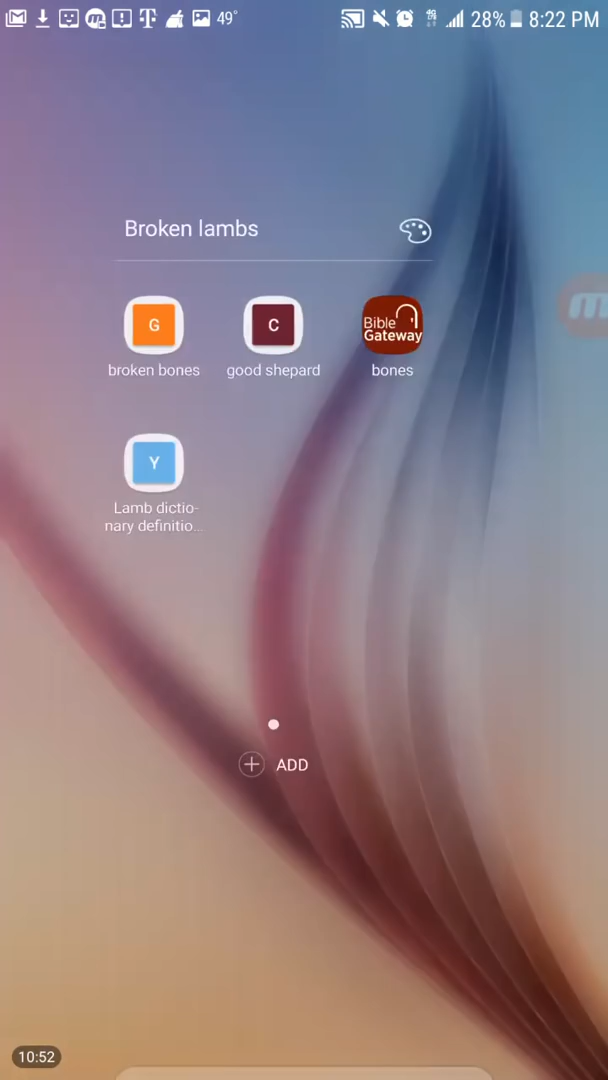 49°
4G
28%
8:22 PM
Broken lambs
G
C
Bible
Gateway
broken bones
good shepard
bones
Y
Lamb dictio-
nary definitio...
ADD
10:52